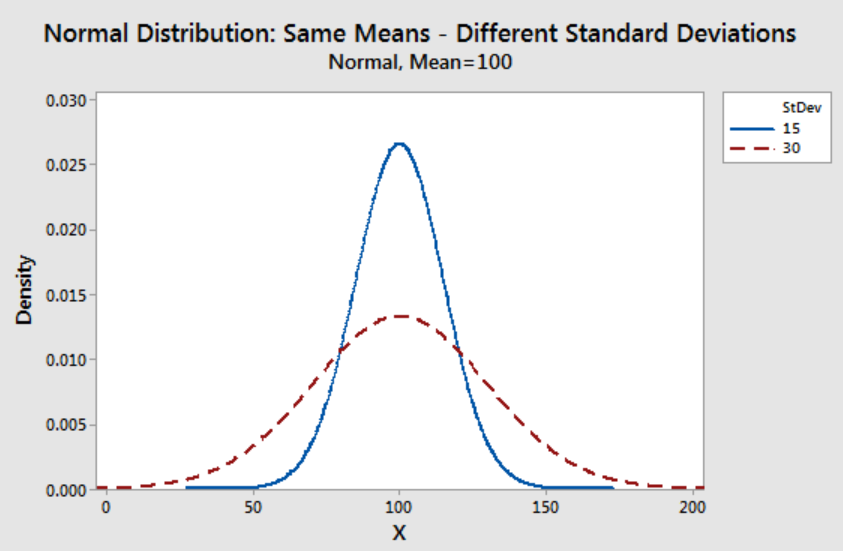 Normal Distribution: Same Means - Different Standard Deviations
Normal, Mean=100
StDev
15
30
0.030
0.025
0.020
0.015
0.010
0.005
0.000
Density
0 50 100 150 200
X